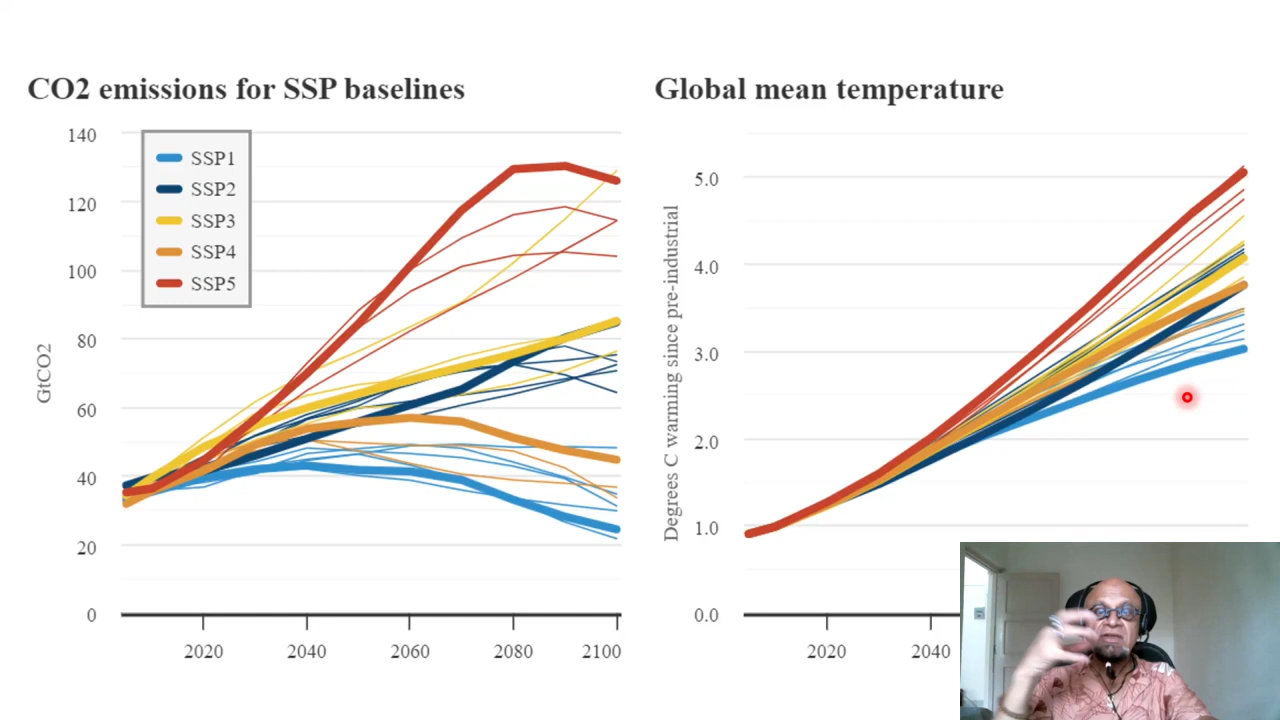 CO2 emissions for SSP baselines
GtCO2
140
120
100
80
60
40
20
0
SSP1
SSP2
SSP3
SSP4
SSP5
2020 2040 2060 2080 2100
Global mean temperature
Degrees C warming since pre-industrial
5.0
4.0
3.0
2.0
1.0
0.0
2020 2040